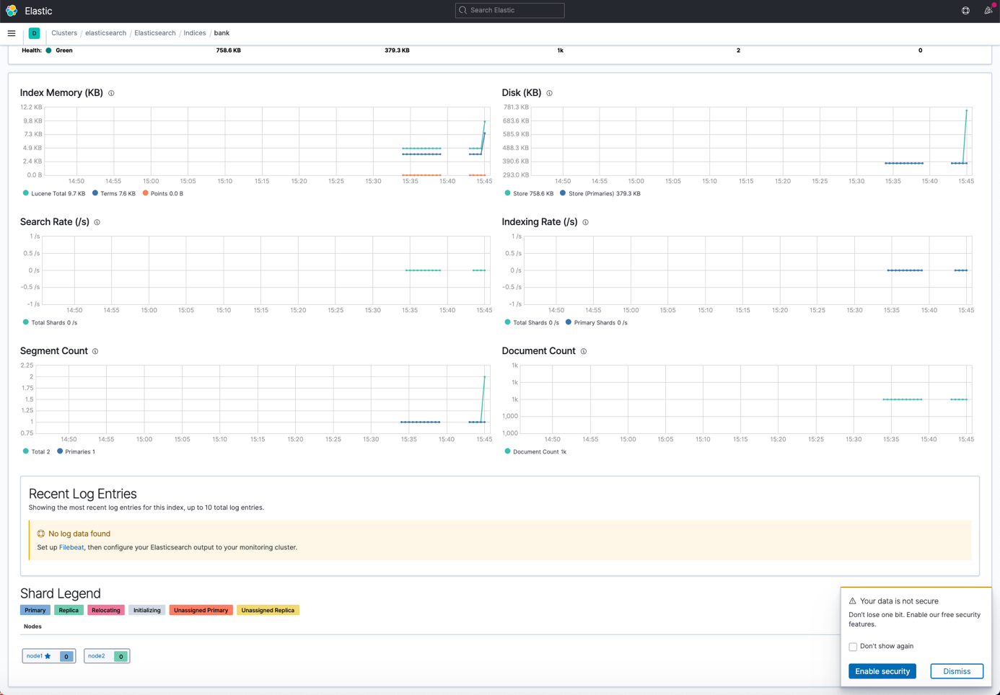 Elastic
Search Elastic
D
Clusters / elasticsearch / Elasticsearch / Indices / bank
Health: Green 758.6 KB 379.3 KB 1k 2 0
Index Memory (KB)
12.2 KB
9.8 KB
7.3 KB
4.9 KB
2.4 KB
0.0 B
14:50 14:55 15:00 15:05 15:10 15:15 15:20 15:25 15:30 15:35 15:40 15:45
Lucene Total 9.7 KB Terms 7.6 KB Points 0.0 B
Disk (KB)
781.3 KB
683.6 KB
585.9 KB
488.3 KB
390.6 KB
293.0 KB
14:50 14:55 15:00 15:05 15:10 15:15 15:20 15:25 15:30 15:35 15:40 15:45
Store 758.6 KB Store (Primaries) 379.3 KB
Search Rate (/s)
1 /s
0.5 /s
0 /s
-0.5 /s
-1 /s
14:50 14:55 15:00 15:05 15:10 15:15 15:20 15:25 15:30 15:35 15:40 15:45
Total Shards 0 /s
Indexing Rate (/s)
1 /s
0.5 /s
0 /s
-0.5 /s
-1 /s
14:50 14:55 15:00 15:05 15:10 15:15 15:20 15:25 15:30 15:35 15:40 15:45
Total Shards 0 /s Primary Shards 0 /s
Segment Count
2.25
2
1.75
1.5
1.25
1
0.75
14:50 14:55 15:00 15:05 15:10 15:15 15:20 15:25 15:30 15:35 15:40 15:45
Total 2 Primaries 1
Document Count
1k
1k
1k
1,000
1,000
14:50 14:55 15:00 15:05 15:10 15:15 15:20 15:25 15:30 15:35 15:40 15:45
Document Count 1k
Recent Log Entries
Showing the most recent log entries for this index, up to 10 total log entries.
No log data found
Set up Filebeat, then configure your Elasticsearch output to your monitoring cluster.
Shard Legend
Primary Replica Relocating Initializing Unassigned Primary Unassigned Replica
Nodes
node1 0 node2 0
Your data is not secure
Don't lose one bit. Enable our free security
features.
Don't show again
Enable security Dismiss